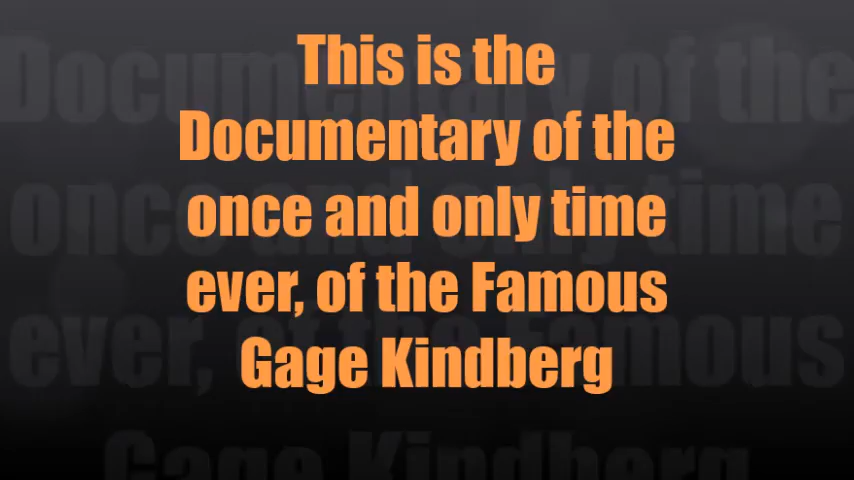 This is the
Documentary of the
once and only time
ever, of the Famous
Gage Kindberg